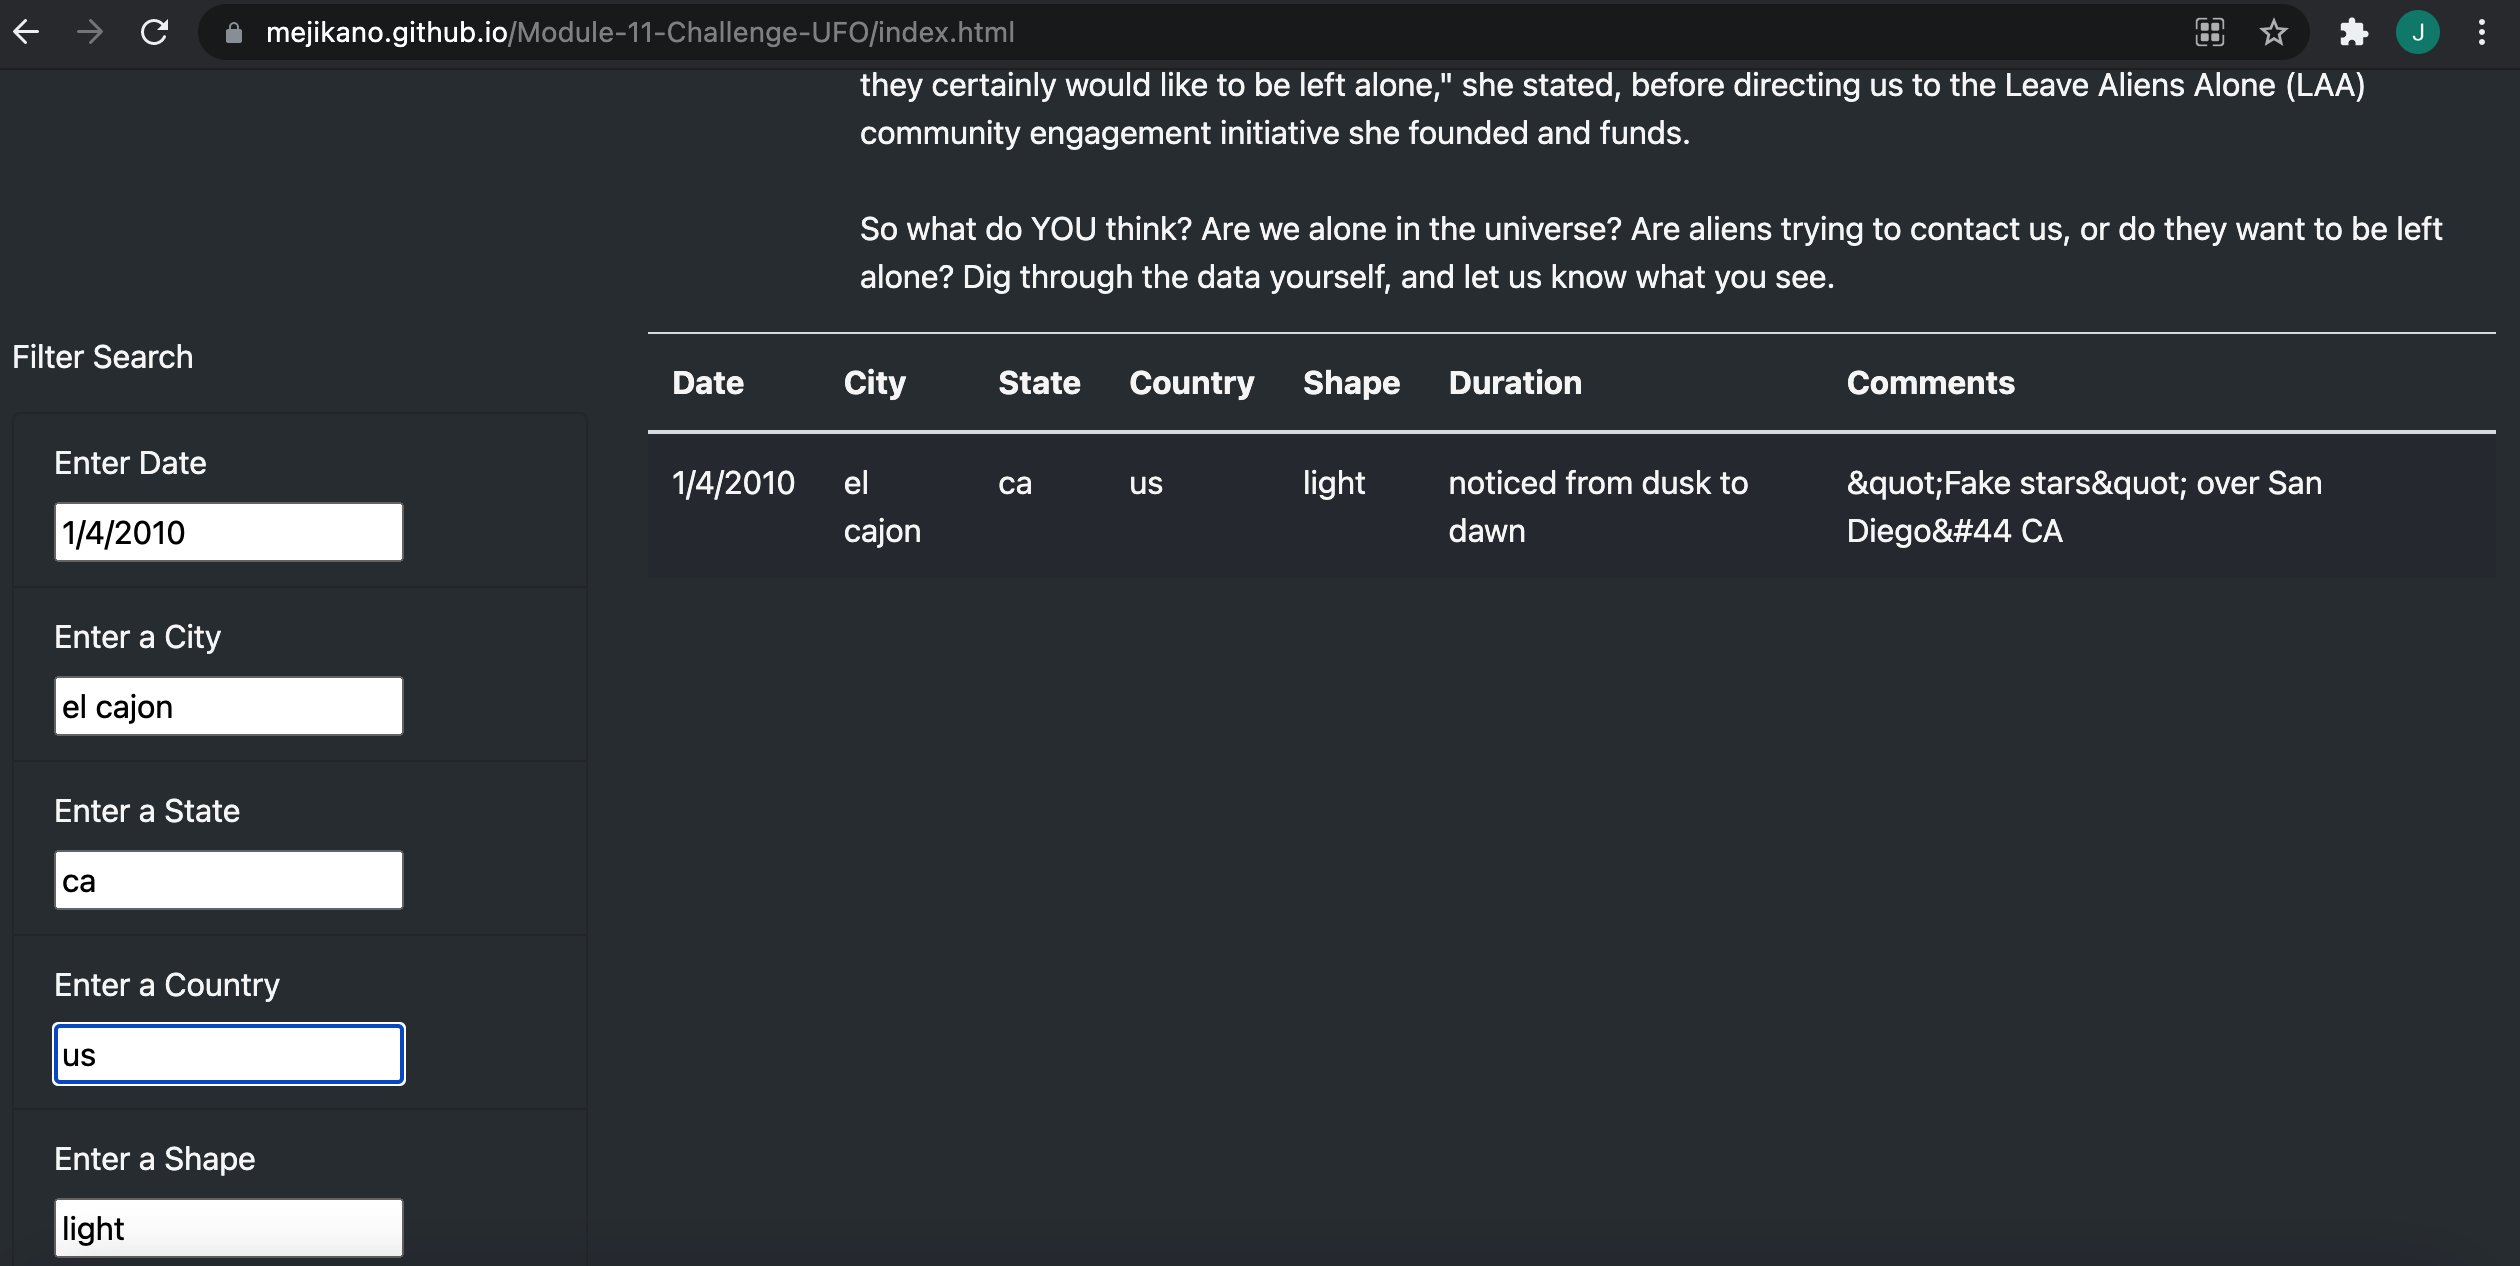 mejikano.github.io/Module-11-Challenge-UFO/index.html
J
they certainly would like to be left alone," she stated, before directing us to the Leave Aliens Alone (LAA)
community engagement initiative she founded and funds.
So what do YOU think? Are we alone in the universe? Are aliens trying to contact us, or do they want to be left
alone? Dig through the data yourself, and let us know what you see.
Filter Search
Enter Date
1/4/2010
Enter a City
el cajon
Enter a State
ca
Enter a Country
us
Enter a Shape
light
Date City State Country Shape Duration Comments
1/4/2010 el ca us light noticed from dusk to &quot;Fake stars&quot; over San
cajon dawn Diego&#44 CA